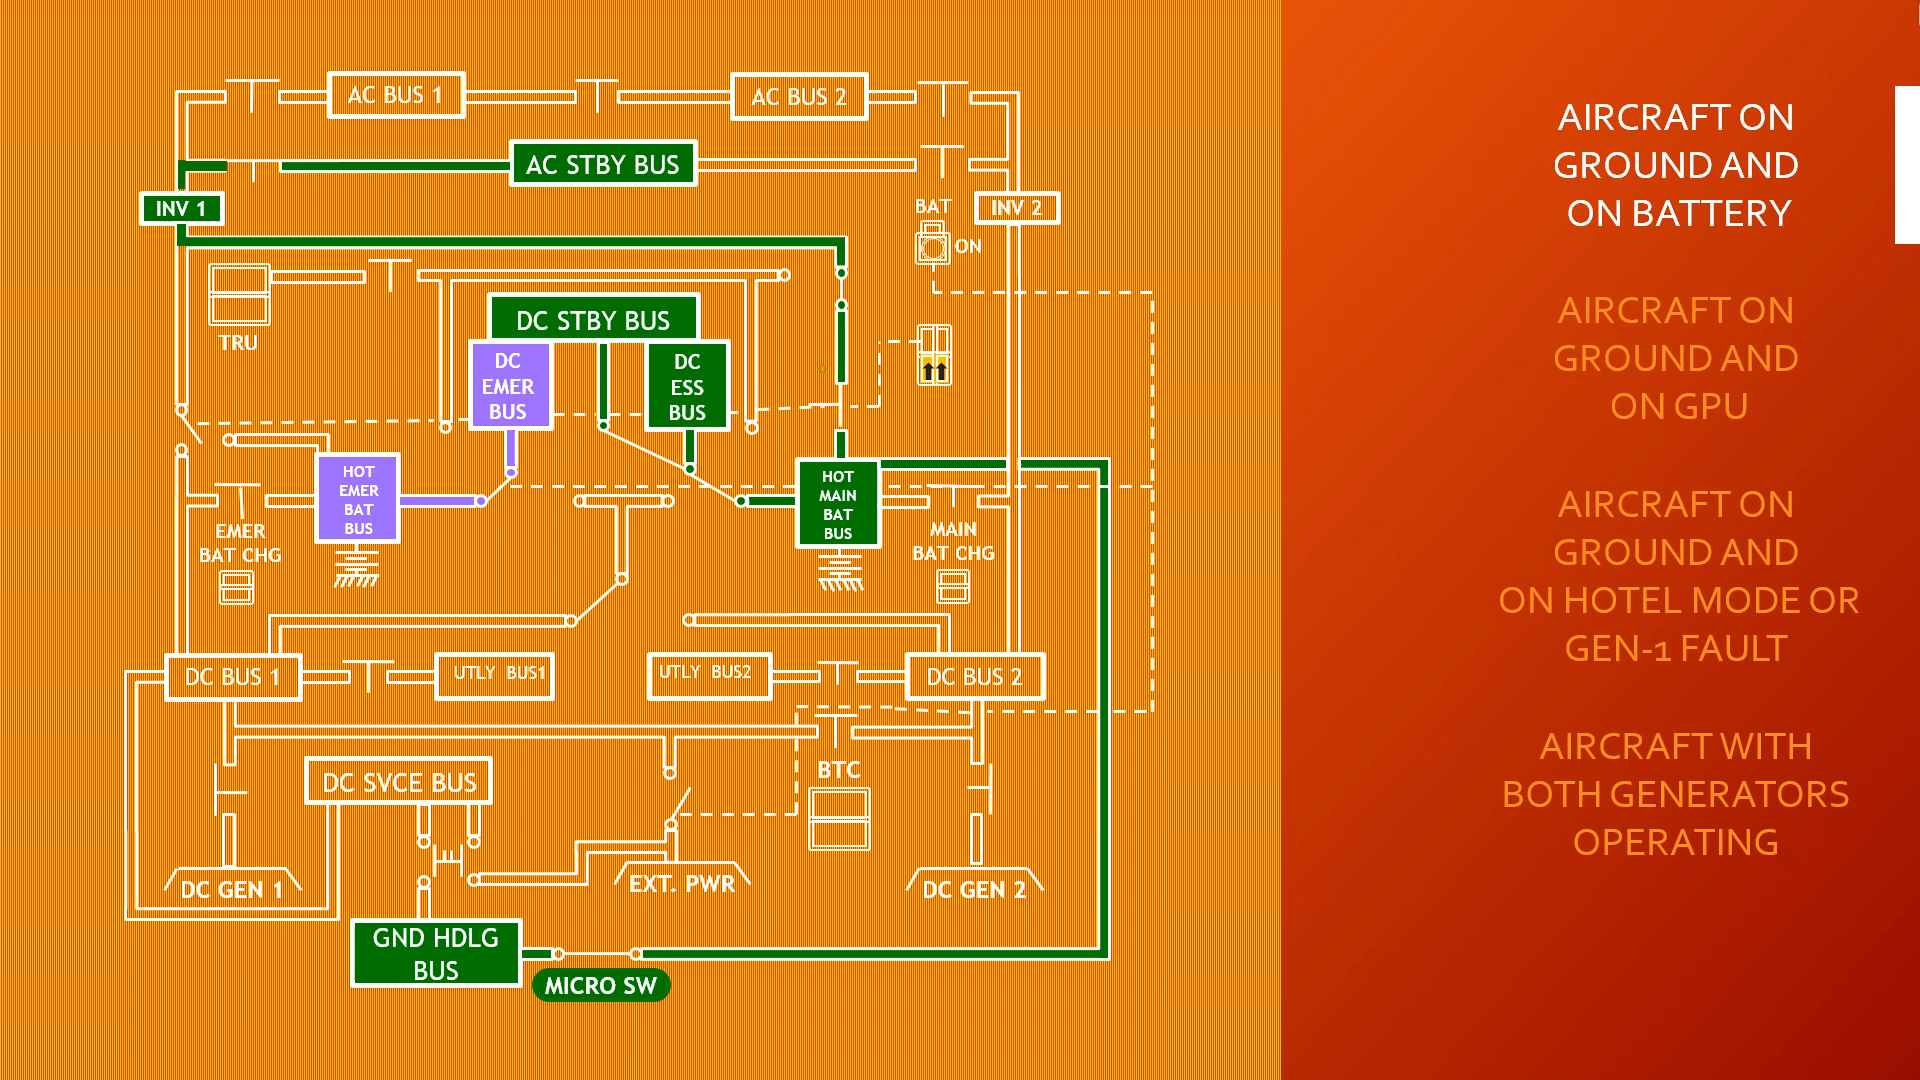 AC BUS 1
AC BUS 2
AC STBY BUS
INV 1
BAT
INV 2
ON
TRU
DC STBY BUS
DC
EMER
BUS
DC
ESS
BUS
HOT
EMER
BAT
BUS
HOT
MAIN
BAT
BUS
EMER
BAT CHG
MAIN
BAT CHG
DC BUS 1
UTLY BUS1
UTLY BUS2
DC BUS 2
BTC
DC SVCE BUS
DC GEN 1
EXT. PWR
DC GEN 2
GND HDLG
BUS
MICRO SW
AIRCRAFT ON
GROUND AND
ON BATTERY
AIRCRAFT ON
GROUND AND
ON GPU
AIRCRAFT ON
GROUND AND
ON HOTEL MODE OR
GEN-1 FAULT
AIRCRAFT WITH
BOTH GENERATORS
OPERATING